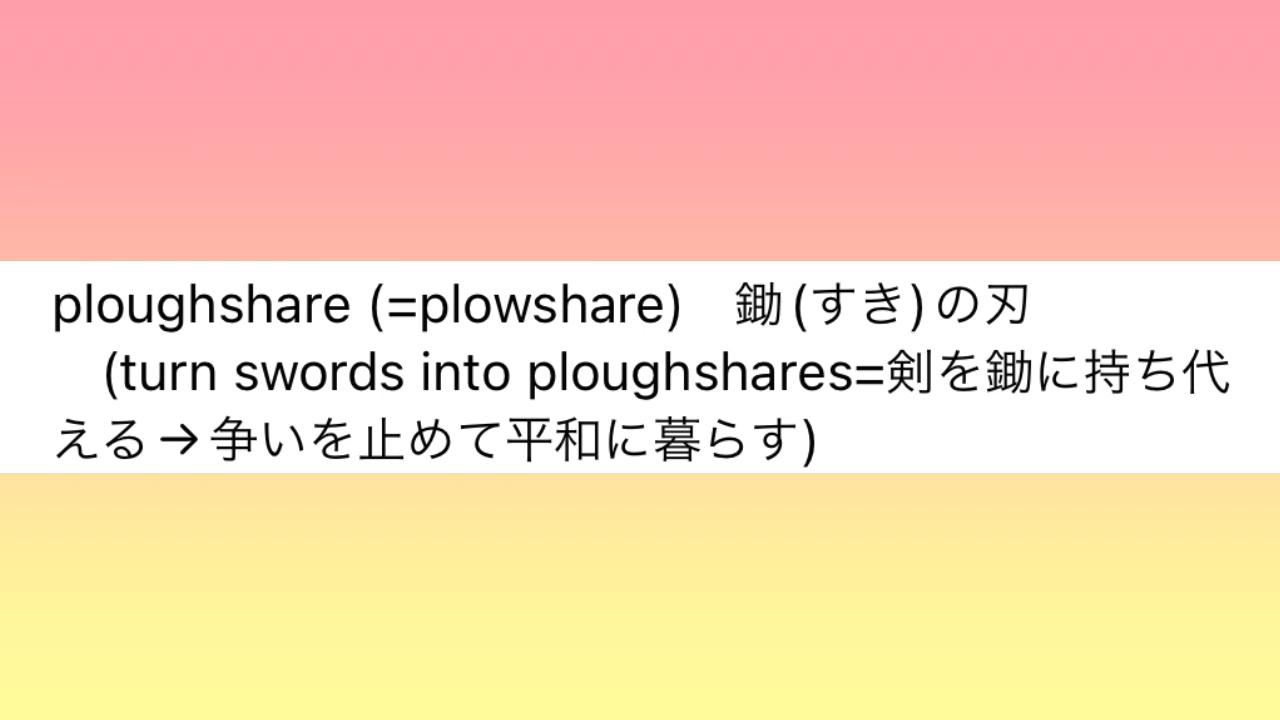 ploughshare (=plowshare)　鋤 (すき) の刃
　(turn swords into ploughshares=剣を鋤に持ち代
える → 争いを止めて平和に暮らす)